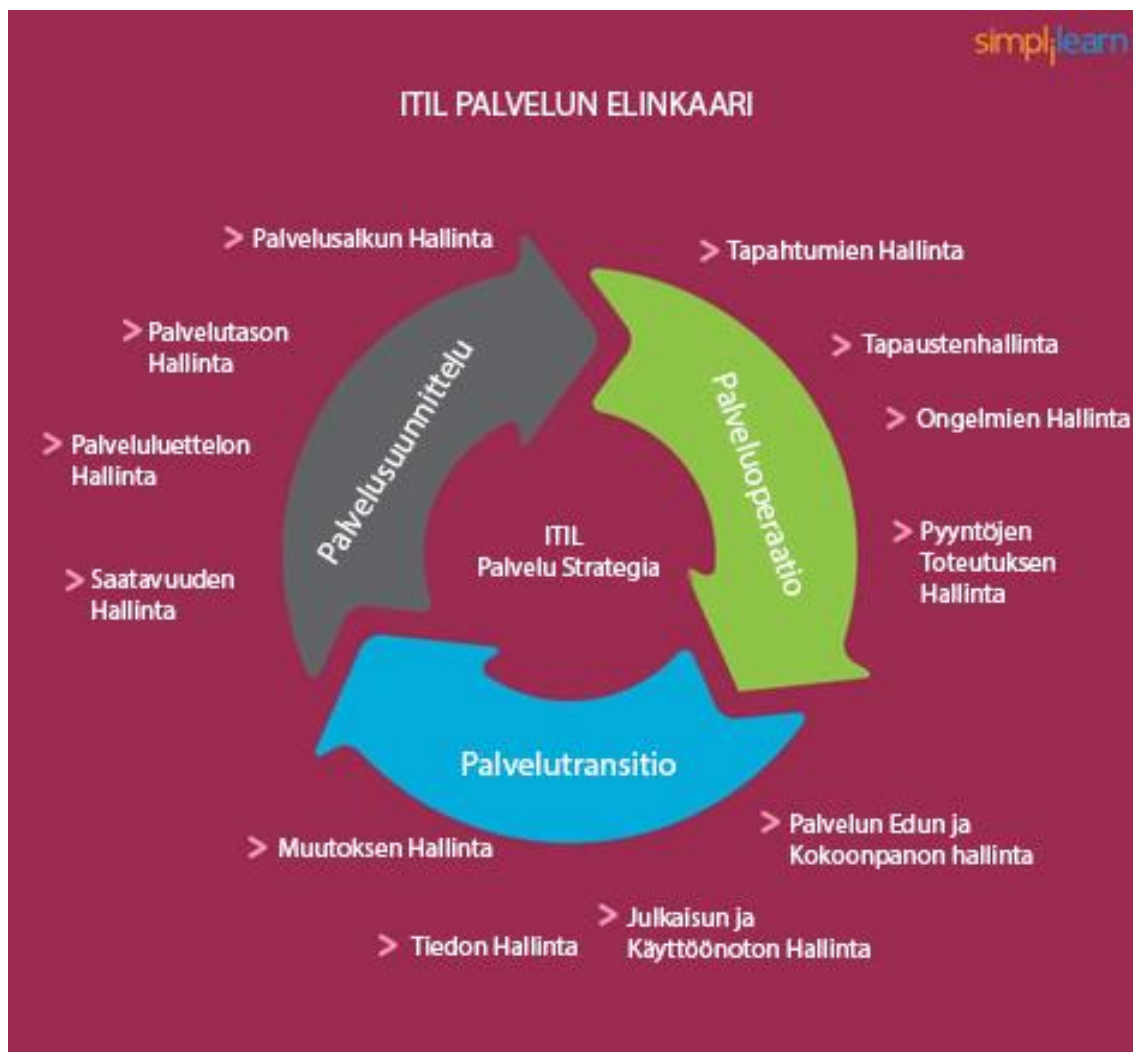 simplilearn
ITIL PALVELUN ELINKAARI
Palvelusalkun Hallinta
Tapahtumien Hallinta
Palvelutason
Hallinta
Tapaustenhallinta
Palveluluettelon
Hallinta
Ongelmien Hallinta
Palvelusuunnittelu
Palveluoperaatio
ITIL
Palvelu Strategia
Pyyntöjen
Toteutuksen
Hallinta
Saatavuuden
Hallinta
Palvelutransitio
Muutoksen Hallinta
Palvelun Edun ja
Kokoonpanon hallinta
Tiedon Hallinta
Julkaisun ja
Käyttöönoton Hallinta